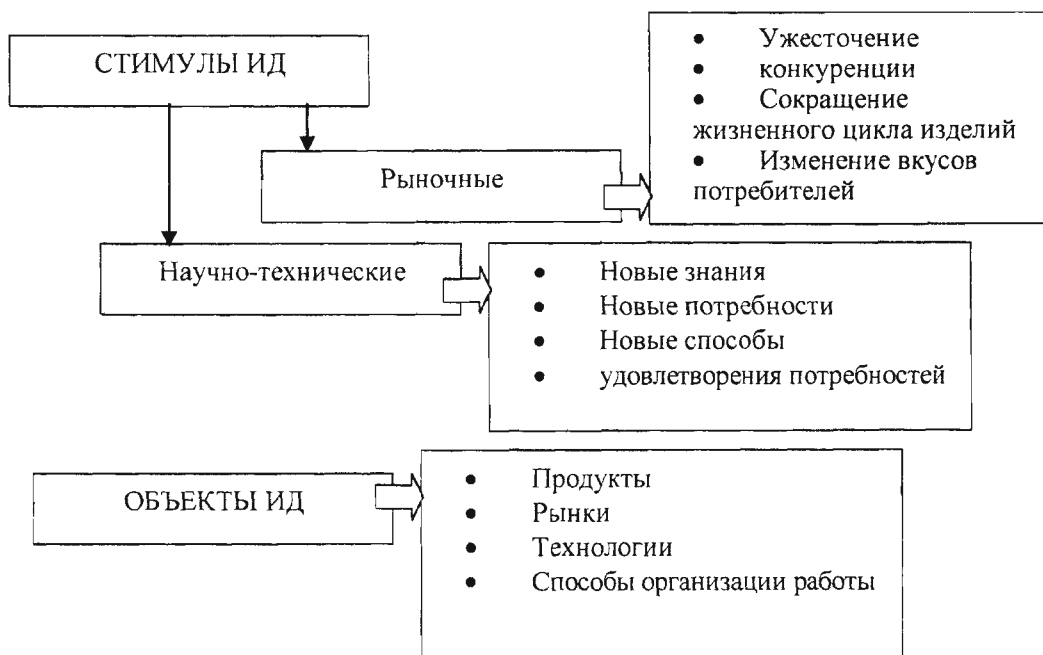 СТИМУЛЫ ИД
• Ужесточение
• конкуренции
• Сокращение
жизненного цикла изделий
• Изменение вкусов
потребителей
Рыночные
Научно-технические
• Новые знания
• Новые потребности
• Новые способы
• удовлетворения потребностей
ОБЪЕКТЫ ИД
• Продукты
• Рынки
• Технологии
• Способы организации работы